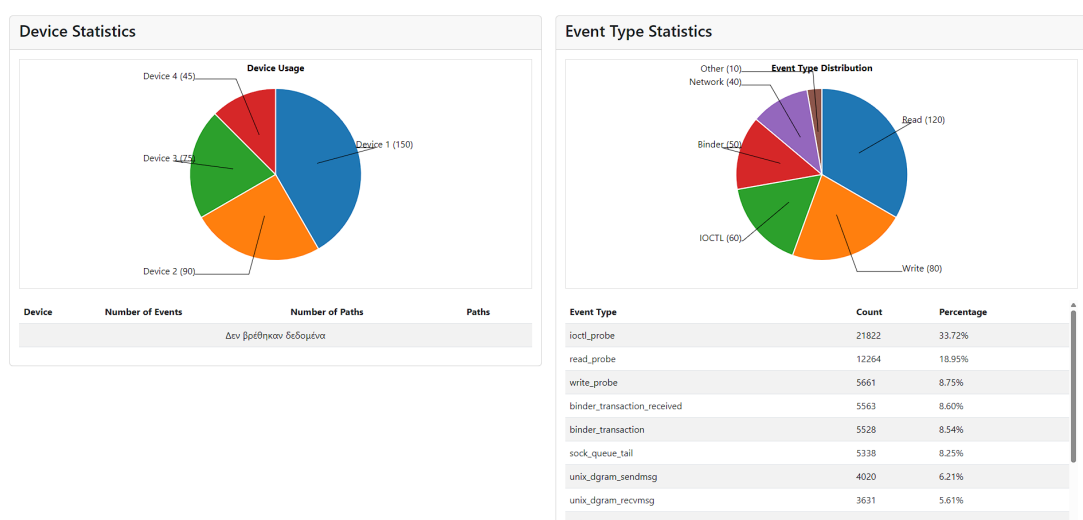 Device Statistics
Device Usage
Device 4 (45)
Device 1 (150)
Device 3 (75)
Device 2 (90)
Device Number of Events Number of Paths Paths
Δεν βρέθηκαν δεδομένα
Event Type Statistics
Event Type Distribution
Other (10)
Network (40)
Read (120)
Binder (50)
IOCTL (60)
Write (80)
Event Type Count Percentage
ioctl_probe 21822 33.72%
read_probe 12264 18.95%
write_probe 5661 8.75%
binder_transaction_received 5563 8.60%
binder_transaction 5528 8.54%
sock_queue_tail 5338 8.25%
unix_dgram_sendmsg 4020 6.21%
unix_dgram_recvmsg 3631 5.61%